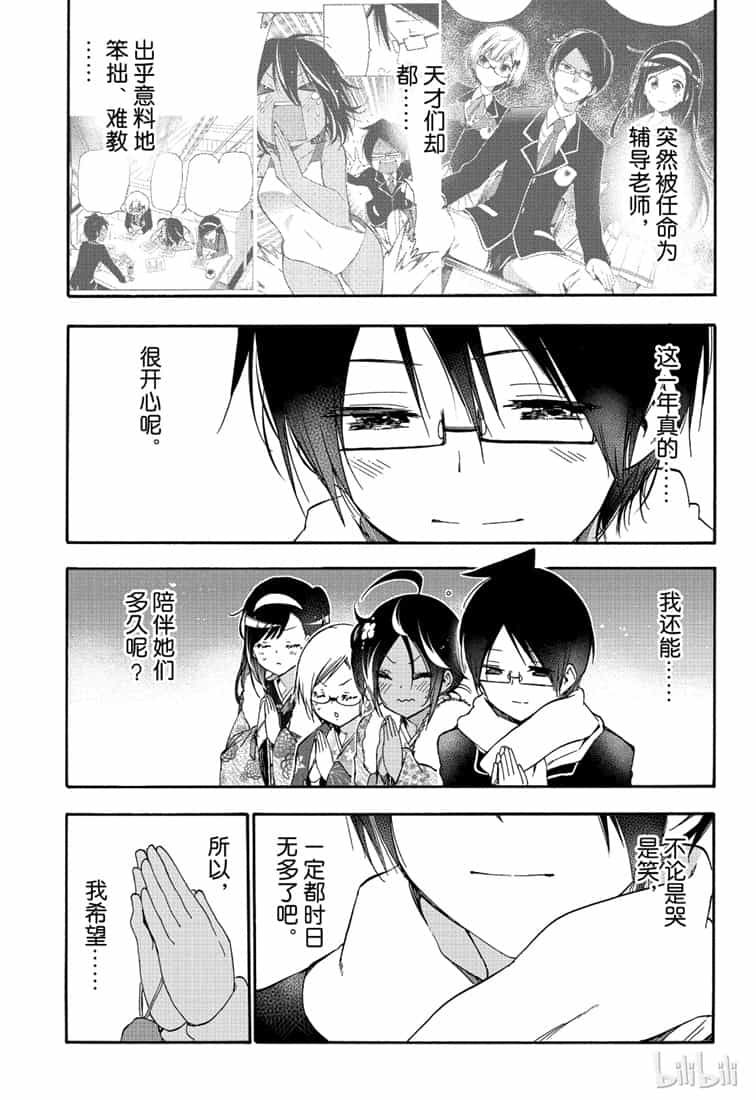 突然被任命为
辅导老师，
天才们却
都……
出乎意料地
笨拙、难教
……
这一年真的……
很开心呢。
我还能……
陪伴她们
多久呢？
不论是哭
是笑，
一定都时日
无多了吧。
所以，
我希望……
bilibili